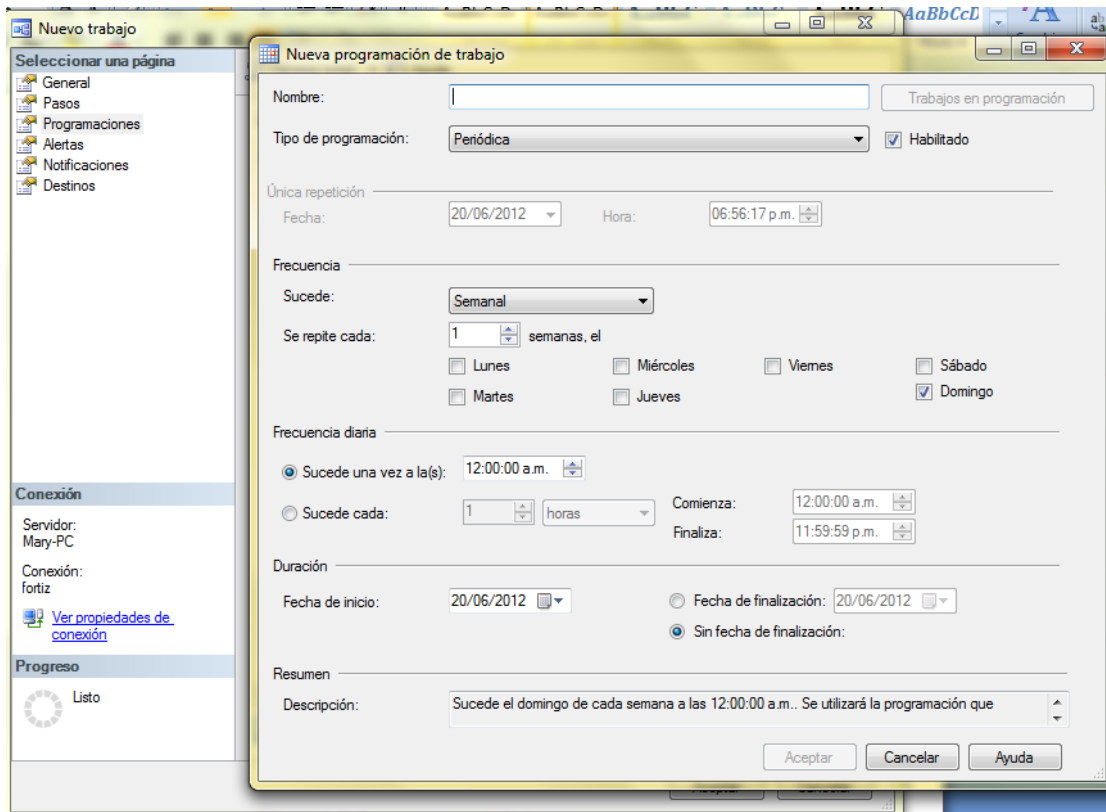 Nuevo trabajo
AaBbCcD
Seleccionar una página
General
Pasos
Programaciones
Alertas
Notificaciones
Destinos
Conexión
Servidor:
Mary-PC
Conexión:
fortiz
Ver propiedades de
conexión
Progreso
Listo
Nueva programación de trabajo
Nombre:
Trabajos en programación
Tipo de programación: Periódica Habilitado
Única repetición
Fecha: 20/06/2012 Hora: 06:56:17 p.m.
Frecuencia
Sucede: Semanal
Se repite cada: 1 semanas, el
Lunes Miércoles Viernes Sábado
Martes Jueves Domingo
Frecuencia diaria
Sucede una vez a la(s): 12:00:00 a.m.
Sucede cada: 1 horas Comienza: 12:00:00 a.m.
Finaliza: 11:59:59 p.m.
Duración
Fecha de inicio: 20/06/2012 Fecha de finalización: 20/06/2012
Sin fecha de finalización:
Resumen
Descripción: Sucede el domingo de cada semana a las 12:00:00 a.m.. Se utilizará la programación que
Aceptar Cancelar Ayuda